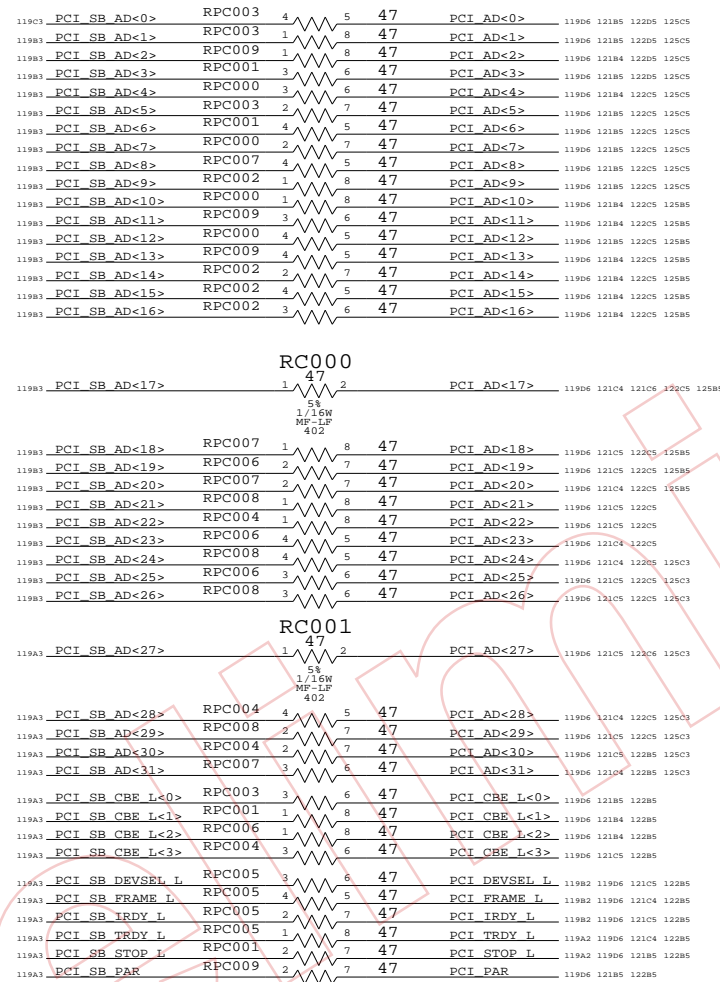 119C3 PCI_SB_AD<0> RPC003 4 5 47 PCI_AD<0> 119D6 121B5 122D5 125C5
119B3 PCI_SB_AD<1> RPC003 1 8 47 PCI_AD<1> 119D6 121B5 122D5 125C5
119B3 PCI_SB_AD<2> RPC009 1 8 47 PCI_AD<2> 119D6 121B4 122D5 125C5
119B3 PCI_SB_AD<3> RPC001 3 6 47 PCI_AD<3> 119D6 121B5 122D5 125C5
119B3 PCI_SB_AD<4> RPC000 3 6 47 PCI_AD<4> 119D6 121B4 122C5 125C5
119B3 PCI_SB_AD<5> RPC003 2 7 47 PCI_AD<5> 119D6 121B5 122C5 125C5
119B3 PCI_SB_AD<6> RPC001 4 5 47 PCI_AD<6> 119D6 121B5 122C5 125C5
119B3 PCI_SB_AD<7> RPC000 2 7 47 PCI_AD<7> 119D6 121B5 122C5 125C5
119B3 PCI_SB_AD<8> RPC007 4 5 47 PCI_AD<8> 119D6 121B5 122C5 125C5
119B3 PCI_SB_AD<9> RPC002 1 8 47 PCI_AD<9> 119D6 121B5 122C5 125C5
119B3 PCI_SB_AD<10> RPC000 1 8 47 PCI_AD<10> 119D6 121B4 122C5 125B5
119B3 PCI_SB_AD<11> RPC009 3 6 47 PCI_AD<11> 119D6 121B4 122C5 125B5
119B3 PCI_SB_AD<12> RPC000 4 5 47 PCI_AD<12> 119D6 121B5 122C5 125B5
119B3 PCI_SB_AD<13> RPC009 4 5 47 PCI_AD<13> 119D6 121B4 122C5 125B5
119B3 PCI_SB_AD<14> RPC002 2 7 47 PCI_AD<14> 119D6 121B4 122C5 125B5
119B3 PCI_SB_AD<15> RPC002 4 5 47 PCI_AD<15> 119D6 121B4 122C5 125B5
119B3 PCI_SB_AD<16> RPC002 3 6 47 PCI_AD<16> 119D6 121B4 122C5 125B5
RC000
47
119B3 PCI_SB_AD<17> 1 2 PCI_AD<17> 119D6 121C4 121C6 122C5 125B5
5%
1/16W
MF-LF
402
119B3 PCI_SB_AD<18> RPC007 1 8 47 PCI_AD<18> 119D6 121C5 122C5 125B5
119B3 PCI_SB_AD<19> RPC006 2 7 47 PCI_AD<19> 119D6 121C5 122C5 125B5
119B3 PCI_SB_AD<20> RPC007 2 7 47 PCI_AD<20> 119D6 121C4 122C5 125B5
119B3 PCI_SB_AD<21> RPC008 1 8 47 PCI_AD<21> 119D6 121C5 122C5
119B3 PCI_SB_AD<22> RPC004 1 8 47 PCI_AD<22> 119D6 121C5 122C5
119B3 PCI_SB_AD<23> RPC006 4 5 47 PCI_AD<23> 119D6 121C4 122C5
119B3 PCI_SB_AD<24> RPC008 4 5 47 PCI_AD<24> 119D6 121C4 122C5 125C3
119B3 PCI_SB_AD<25> RPC006 3 6 47 PCI_AD<25> 119D6 121C5 122C5 125C3
119B3 PCI_SB_AD<26> RPC008 3 6 47 PCI_AD<26> 119D6 121C5 122C5 125C3
RC001
47
119A3 PCI_SB_AD<27> 1 2 PCI_AD<27> 119D6 121C5 122C6 125C3
5%
1/16W
MF-LF
402
119A3 PCI_SB_AD<28> RPC004 4 5 47 PCI_AD<28> 119D6 121C4 122C5 125C3
119A3 PCI_SB_AD<29> RPC008 2 7 47 PCI_AD<29> 119D6 121C5 122C5 125C3
119A3 PCI_SB_AD<30> RPC004 2 7 47 PCI_AD<30> 119D6 121C5 122B5 125C3
119A3 PCI_SB_AD<31> RPC007 3 6 47 PCI_AD<31> 119D6 121C4 122B5 125C3
119A3 PCI_SB_CBE_L<0> RPC003 3 6 47 PCI_CBE_L<0> 119D6 121B5 122B5
119A3 PCI_SB_CBE_L<1> RPC001 1 8 47 PCI_CBE_L<1> 119D6 121B4 122B5
119A3 PCI_SB_CBE_L<2> RPC006 1 8 47 PCI_CBE_L<2> 119D6 121B4 122B5
119A3 PCI_SB_CBE_L<3> RPC004 3 6 47 PCI_CBE_L<3> 119D6 121C5 122B5
119A3 PCI_SB_DEVSEL_L RPC005 3 6 47 PCI_DEVSEL_L 119B2 119D6 121C5 122B5
119A3 PCI_SB_FRAME_L RPC005 4 5 47 PCI_FRAME_L 119B2 119D6 121C4 122B5
119A3 PCI_SB_IRDY_L RPC005 2 7 47 PCI_IRDY_L 119B2 119D6 121C5 122B5
119A3 PCI_SB_TRDY_L RPC005 1 8 47 PCI_TRDY_L 119A2 119D6 121C4 122B5
119A3 PCI_SB_STOP_L RPC001 2 7 47 PCI_STOP_L 119A2 119D6 121B5 122B5
119A3 PCI_SB_PAR RPC009 2 7 47 PCI_PAR 119D6 121B5 122B5